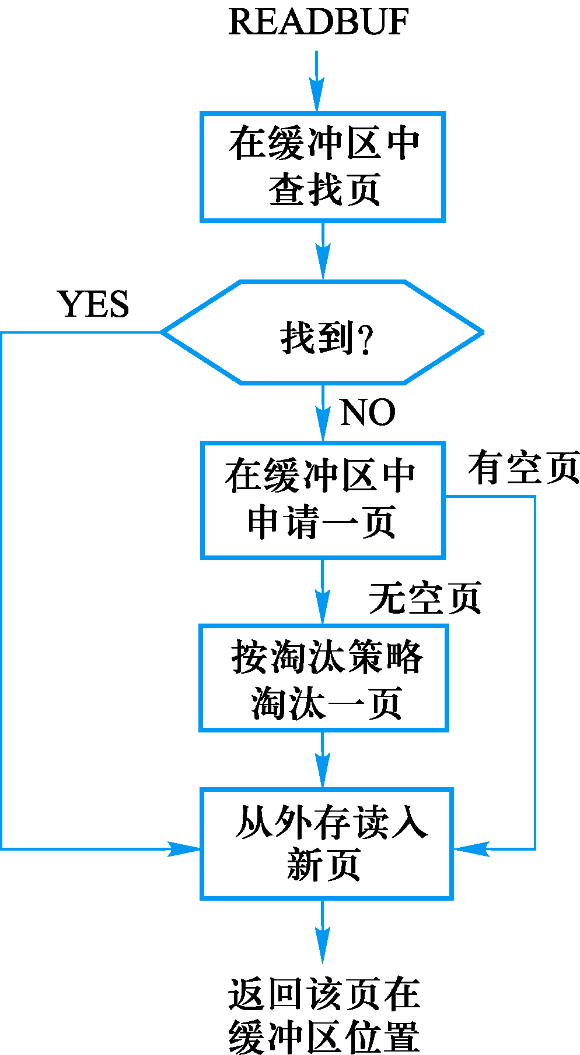 READBUF
在缓冲区中
查找页
YES
找到?
NO
在缓冲区中
申请一页
有空页
无空页
按淘汰策略
淘汰一页
从外存读入
新页
返回该页在
缓冲区位置